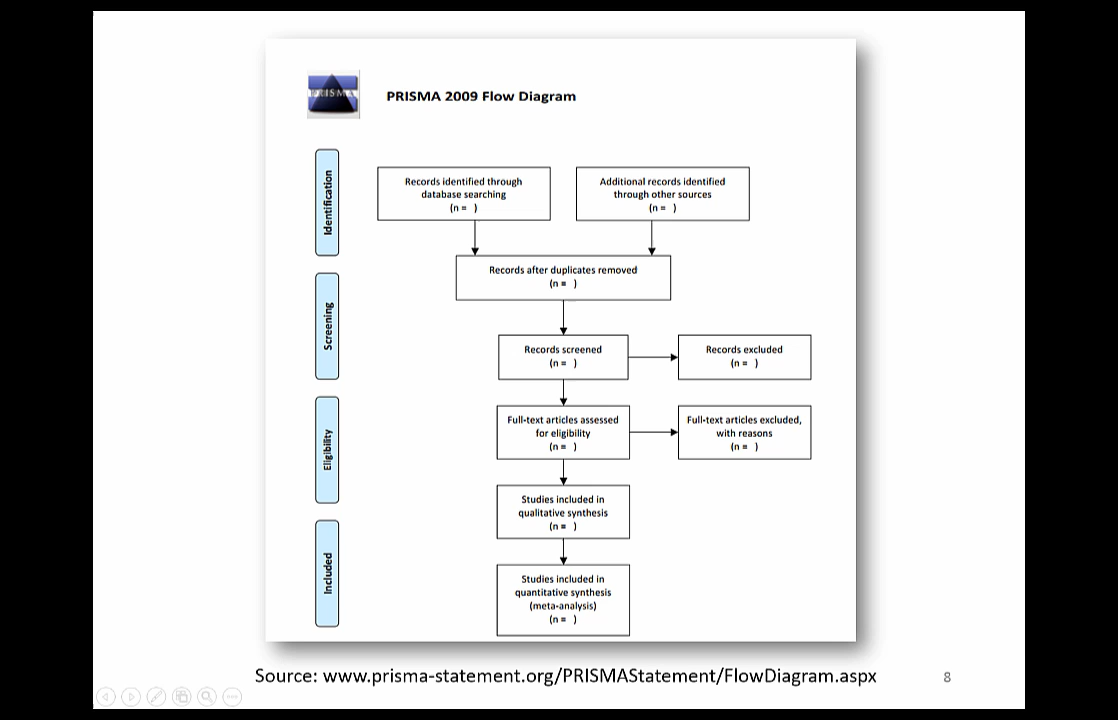 PRISMA
PRISMA 2009 Flow Diagram
Identification
Records identified through
database searching
(n = )
Additional records identified
through other sources
(n = )
Records after duplicates removed
(n = )
Screening
Records screened
(n = )
Records excluded
(n = )
Eligibility
Full-text articles assessed
for eligibility
(n = )
Full-text articles excluded,
with reasons
(n = )
Studies included in
qualitative synthesis
(n = )
Included
Studies included in
quantitative synthesis
(meta-analysis)
(n = )
Source: www.prisma-statement.org/PRISMAStatement/FlowDiagram.aspx
8